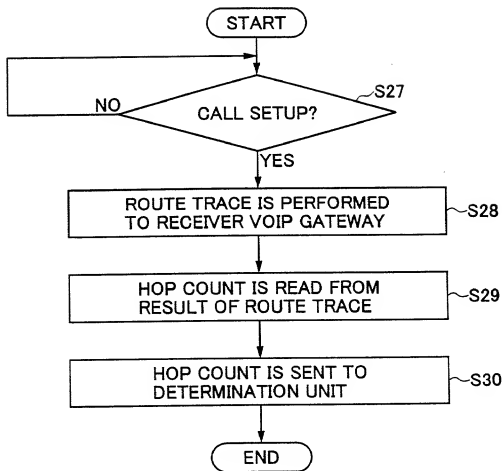 START
CALL SETUP?
S27
NO
YES
ROUTE TRACE IS PERFORMED
TO RECEIVER VOIP GATEWAY
S28
HOP COUNT IS READ FROM
RESULT OF ROUTE TRACE
S29
HOP COUNT IS SENT TO
DETERMINATION UNIT
S30
END